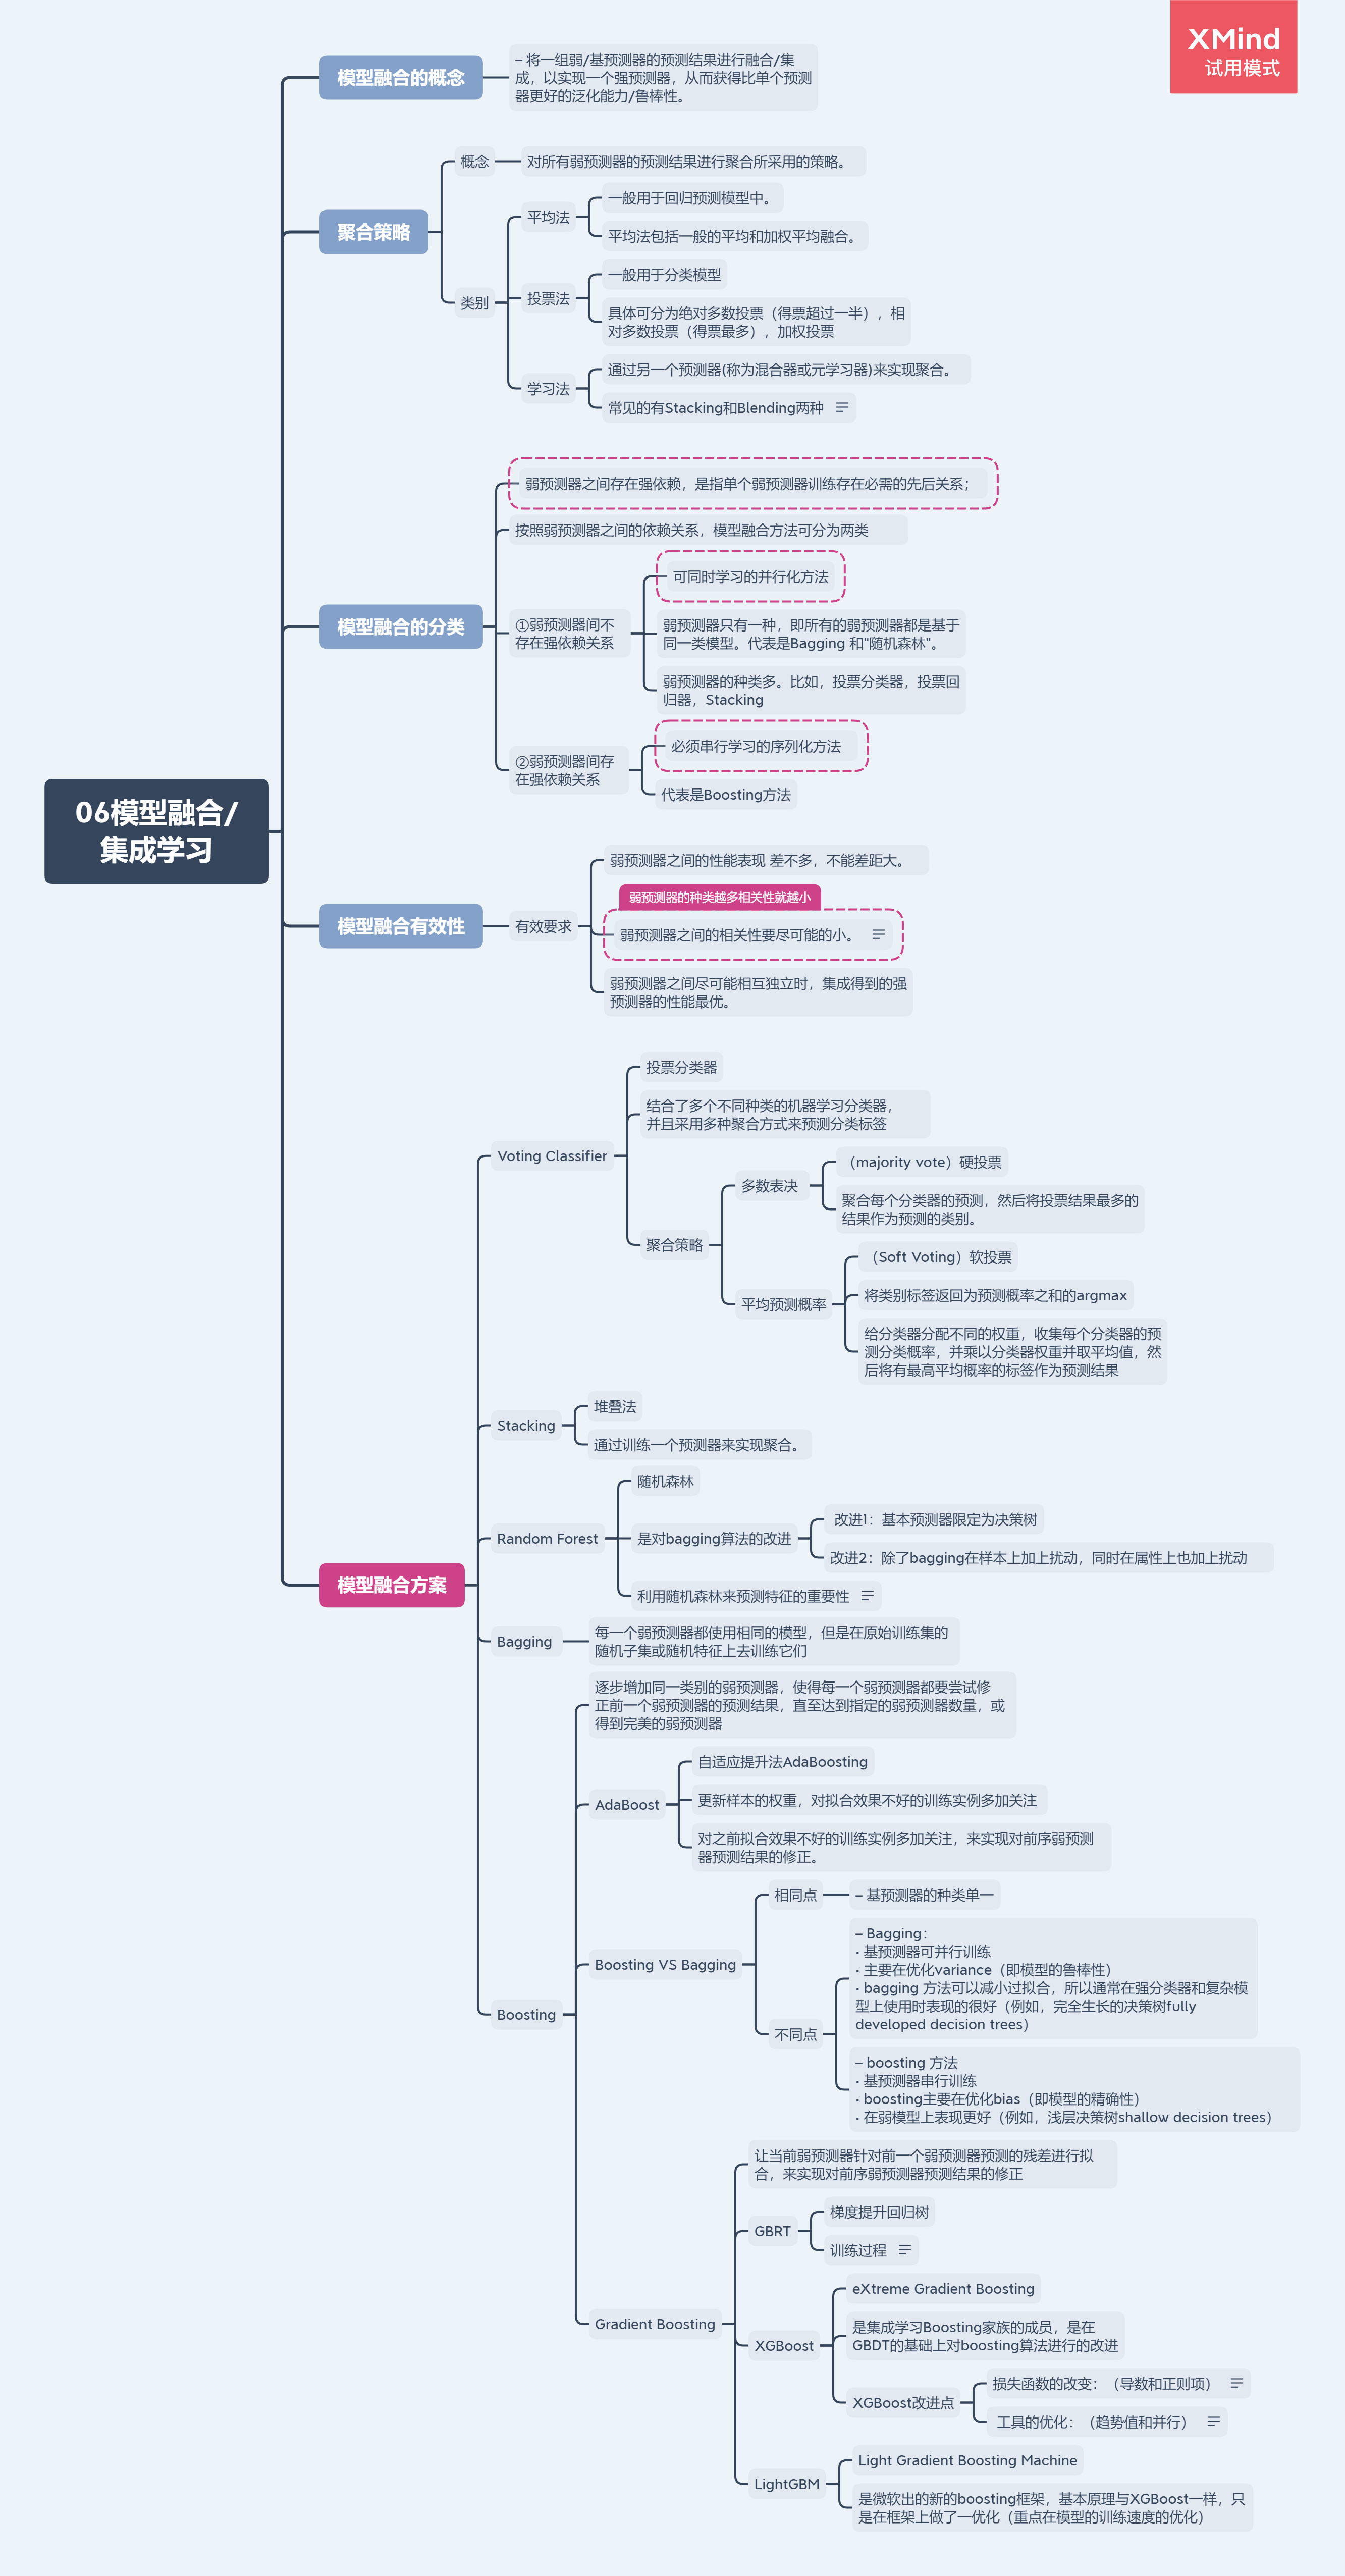 XMind
试用模式
06模型融合/
集成学习
模型融合的概念
– 将一组弱/基预测器的预测结果进行融合/集
成，以实现一个强预测器，从而获得比单个预测
器更好的泛化能力/鲁棒性。
聚合策略
概念
对所有弱预测器的预测结果进行聚合所采用的策略。
类别
平均法
一般用于回归预测模型中。
平均法包括一般的平均和加权平均融合。
投票法
一般用于分类模型
具体可分为绝对多数投票（得票超过一半），相
对多数投票（得票最多），加权投票
学习法
通过另一个预测器(称为混合器或元学习器)来实现聚合。
常见的有Stacking和Blending两种
模型融合的分类
弱预测器之间存在强依赖，是指单个弱预测器训练存在必需的先后关系；
按照弱预测器之间的依赖关系，模型融合方法可分为两类
①弱预测器间不
存在强依赖关系
可同时学习的并行化方法
弱预测器只有一种，即所有的弱预测器都是基于
同一类模型。代表是Bagging 和"随机森林"。
弱预测器的种类多。比如，投票分类器，投票回
归器，Stacking
②弱预测器间存
在强依赖关系
必须串行学习的序列化方法
代表是Boosting方法
模型融合有效性
有效要求
弱预测器之间的性能表现 差不多，不能差距大。
弱预测器的种类越多相关性就越小
弱预测器之间的相关性要尽可能的小。
弱预测器之间尽可能相互独立时，集成得到的强
预测器的性能最优。
模型融合方案
Voting Classifier
投票分类器
结合了多个不同种类的机器学习分类器，
并且采用多种聚合方式来预测分类标签
聚合策略
多数表决
（majority vote）硬投票
聚合每个分类器的预测，然后将投票结果最多的
结果作为预测的类别。
平均预测概率
（Soft Voting）软投票
将类别标签返回为预测概率之和的argmax
给分类器分配不同的权重，收集每个分类器的预
测分类概率，并乘以分类器权重并取平均值，然
后将有最高平均概率的标签作为预测结果
Stacking
堆叠法
通过训练一个预测器来实现聚合。
Random Forest
随机森林
是对bagging算法的改进
改进1：基本预测器限定为决策树
改进2：除了bagging在样本上加上扰动，同时在属性上也加上扰动
利用随机森林来预测特征的重要性
Bagging
每一个弱预测器都使用相同的模型，但是在原始训练集的
随机子集或随机特征上去训练它们
Boosting
逐步增加同一类别的弱预测器，使得每一个弱预测器都要尝试修
正前一个弱预测器的预测结果，直至达到指定的弱预测器数量，或
得到完美的弱预测器
AdaBoost
自适应提升法AdaBoosting
更新样本的权重，对拟合效果不好的训练实例多加关注
对之前拟合效果不好的训练实例多加关注，来实现对前序弱预测
器预测结果的修正。
Boosting VS Bagging
相同点
– 基预测器的种类单一
不同点
– Bagging：
• 基预测器可并行训练
• 主要在优化variance（即模型的鲁棒性）
• bagging 方法可以减小过拟合，所以通常在强分类器和复杂模
型上使用时表现的很好（例如，完全生长的决策树fully
developed decision trees）
– boosting 方法
• 基预测器串行训练
• boosting主要在优化bias（即模型的精确性）
• 在弱模型上表现更好（例如，浅层决策树shallow decision trees）
Gradient Boosting
让当前弱预测器针对前一个弱预测器预测的残差进行拟
合，来实现对前序弱预测器预测结果的修正
GBRT
梯度提升回归树
训练过程
XGBoost
eXtreme Gradient Boosting
是集成学习Boosting家族的成员，是在
GBDT的基础上对boosting算法进行的改进
XGBoost改进点
损失函数的改变：（导数和正则项）
工具的优化：（趋势值和并行）
LightGBM
Light Gradient Boosting Machine
是微软出的新的boosting框架，基本原理与XGBoost一样，只
是在框架上做了一优化（重点在模型的训练速度的优化）